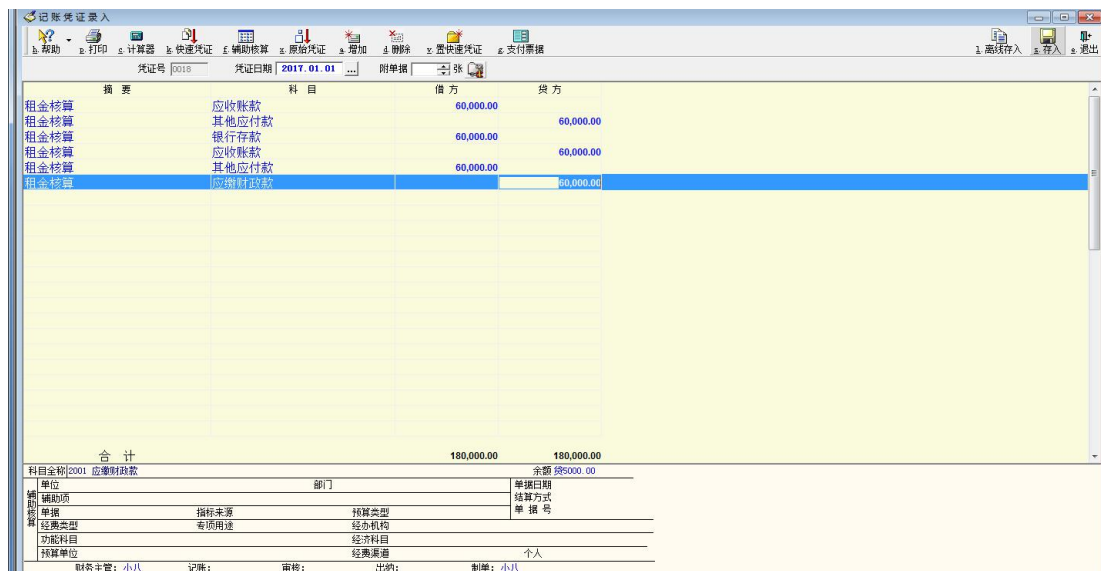 记账凭证录入
h.帮助 p.打印 c.计算器 k.快速凭证 f.辅助核算 x.原始凭证 a.增加 d.删除 v.置快速凭证 g.支付票据 l.离线存入 s.存入 e.退出
凭证号 0018 凭证日期 2017.01.01 ... 附单据 张
摘要 科目 借方 贷方
租金核算 应收账款 60,000.00
租金核算 其他应付款 60,000.00
租金核算 银行存款 60,000.00
租金核算 应收账款 60,000.00
租金核算 其他应付款 60,000.00
租金核算 应缴财政款 60,000.00
合计 180,000.00 180,000.00
科目全称 2001 应缴财政款 余额 贷5000.00
辅助核算
单位 部门 单据日期
辅助项 结算方式
单据 指标来源 预算类型 单据号
经费类型 专项用途 经办机构
功能科目 经济科目
预算单位 经费渠道 个人
财务主管: 小八 记账: 审核: 出纳: 制单: 小八